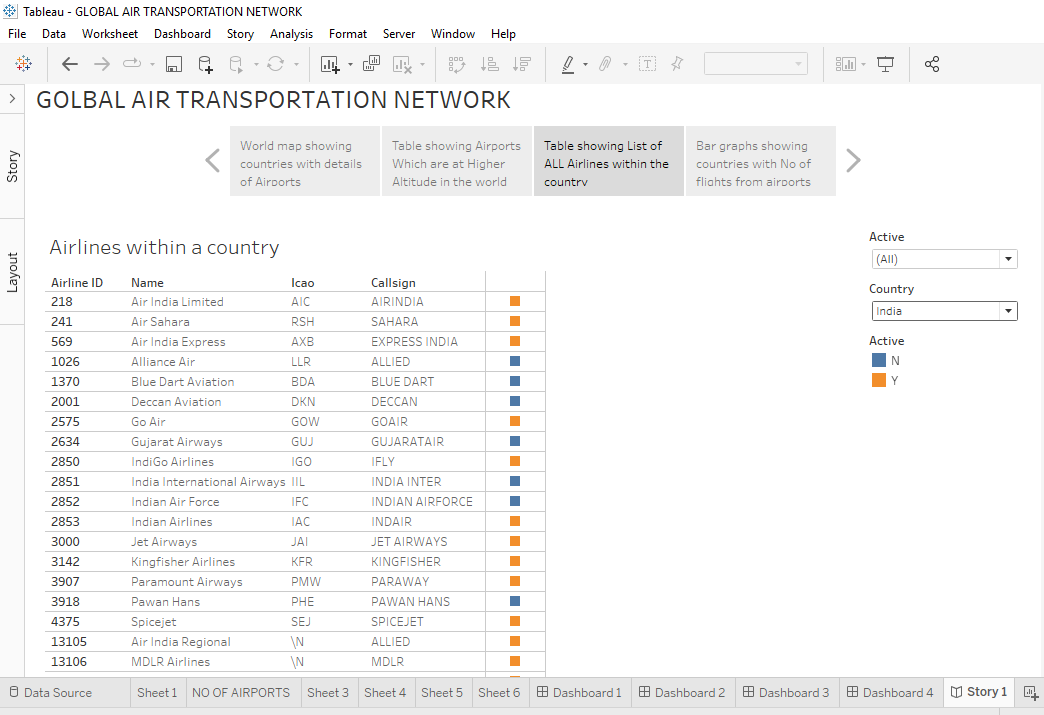 Tableau - GLOBAL AIR TRANSPORTATION NETWORK
File Data Worksheet Dashboard Story Analysis Format Server Window Help
GOLBAL AIR TRANSPORTATION NETWORK
Story
Layout
World map showing
countries with details
of Airports
Table showing Airports
Which are at Higher
Altitude in the world
Table showing List of
ALL Airlines within the
country
Bar graphs showing
countries with No of
flights from airports
Airlines within a country
Airline ID Name Icao Callsign
218 Air India Limited AIC AIRINDIA
241 Air Sahara RSH SAHARA
569 Air India Express AXB EXPRESS INDIA
1026 Alliance Air LLR ALLIED
1370 Blue Dart Aviation BDA BLUE DART
2001 Deccan Aviation DKN DECCAN
2575 Go Air GOW GOAIR
2634 Gujarat Airways GUJ GUJARATAIR
2850 IndiGo Airlines IGO IFLY
2851 India International Airways IIL INDIA INTER
2852 Indian Air Force IFC INDIAN AIRFORCE
2853 Indian Airlines IAC INDAIR
3000 Jet Airways JAI JET AIRWAYS
3142 Kingfisher Airlines KFR KINGFISHER
3907 Paramount Airways PMW PARAWAY
3918 Pawan Hans PHE PAWAN HANS
4375 Spicejet SEJ SPICEJET
13105 Air India Regional \N ALLIED
13106 MDLR Airlines \N MDLR
Active
(All)
Country
India
Active
N
Y
Data Source Sheet 1 NO OF AIRPORTS Sheet 3 Sheet 4 Sheet 5 Sheet 6 Dashboard 1 Dashboard 2 Dashboard 3 Dashboard 4 Story 1